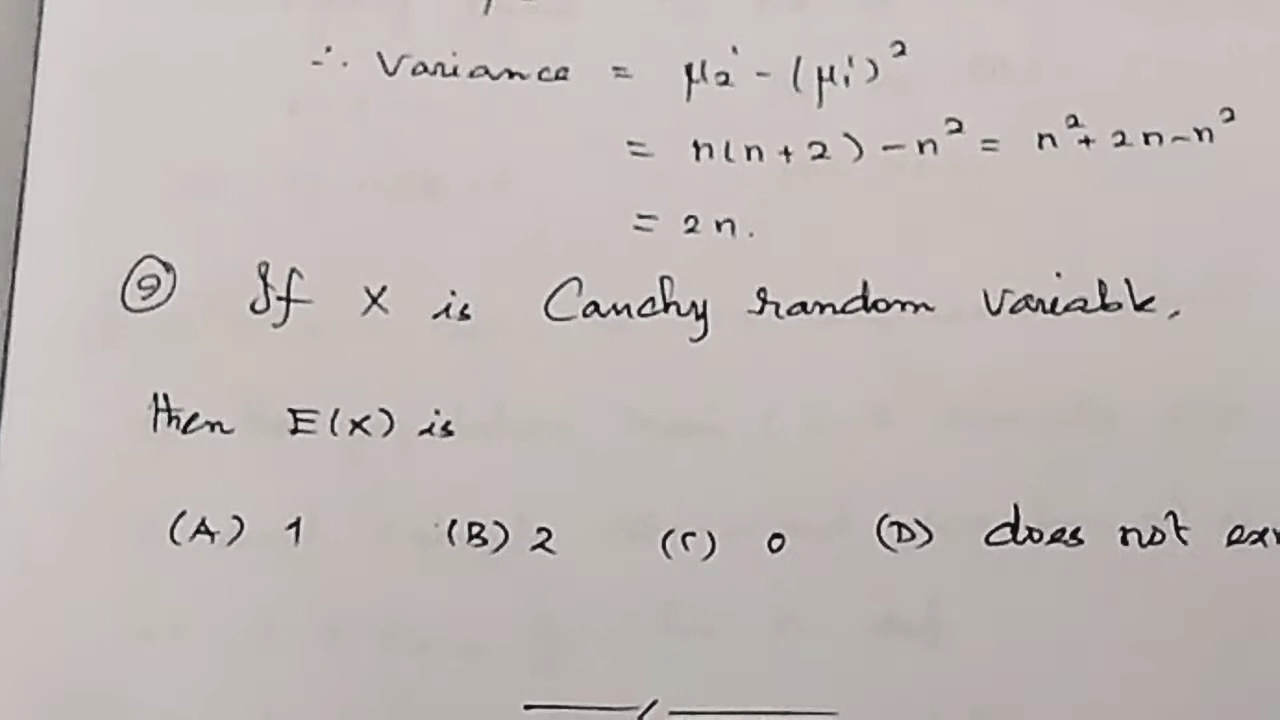 ∴ Variance = μ₂' - (μ₁')²
= n(n+2) - n² = n² + 2n - n²
= 2n.
⑨ If X is Cauchy random variable,
then E(X) is
(A) 1 (B) 2 (C) 0 (D) does not